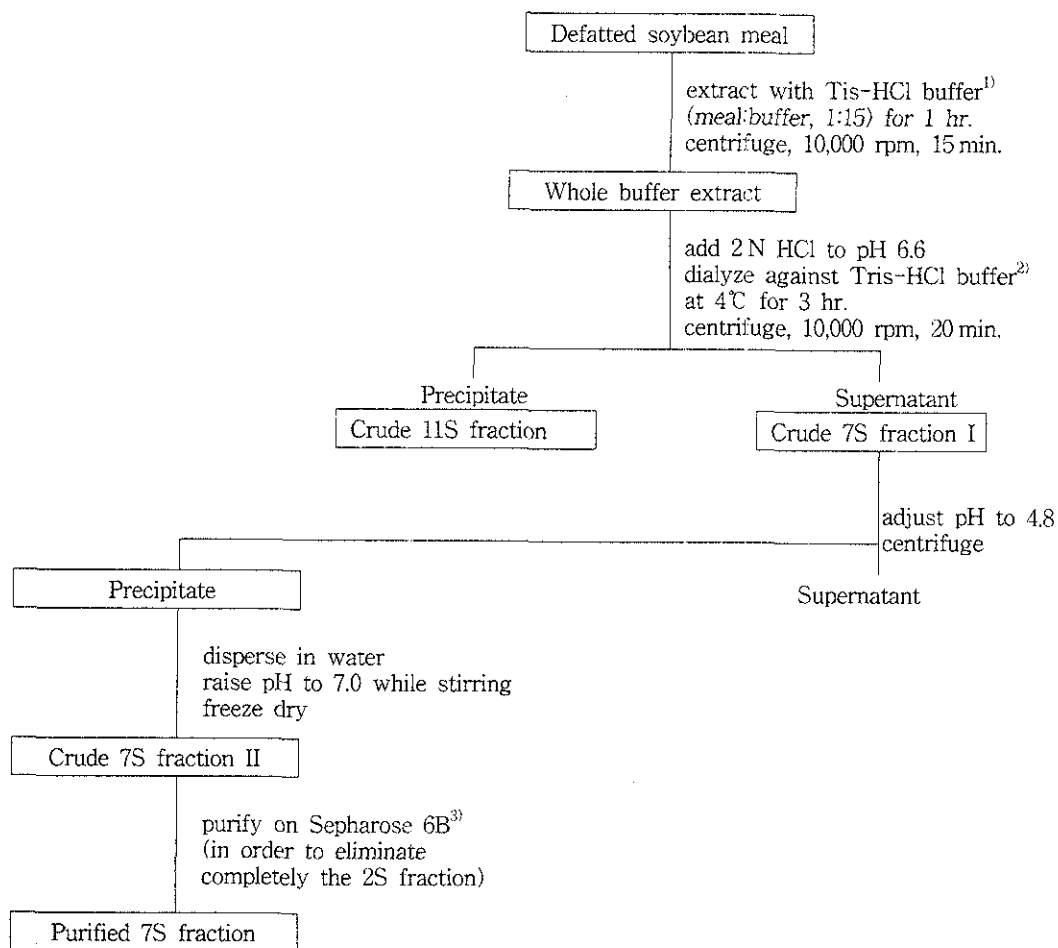 Defatted soybean meal
extract with Tis-HCl buffer1)
(meal:buffer, 1:15) for 1 hr.
centrifuge, 10,000 rpm, 15 min.
Whole buffer extract
add 2 N HCl to pH 6.6
dialyze against Tris-HCl buffer2)
at 4℃ for 3 hr.
centrifuge, 10,000 rpm, 20 min.
Precipitate
Crude 11S fraction
Supernatant
Crude 7S fraction I
adjust pH to 4.8
centrifuge
Precipitate
Supernatant
disperse in water
raise pH to 7.0 while stirring
freeze dry
Crude 7S fraction II
purify on Sepharose 6B3)
(in order to eliminate
completely the 2S fraction)
Purified 7S fraction